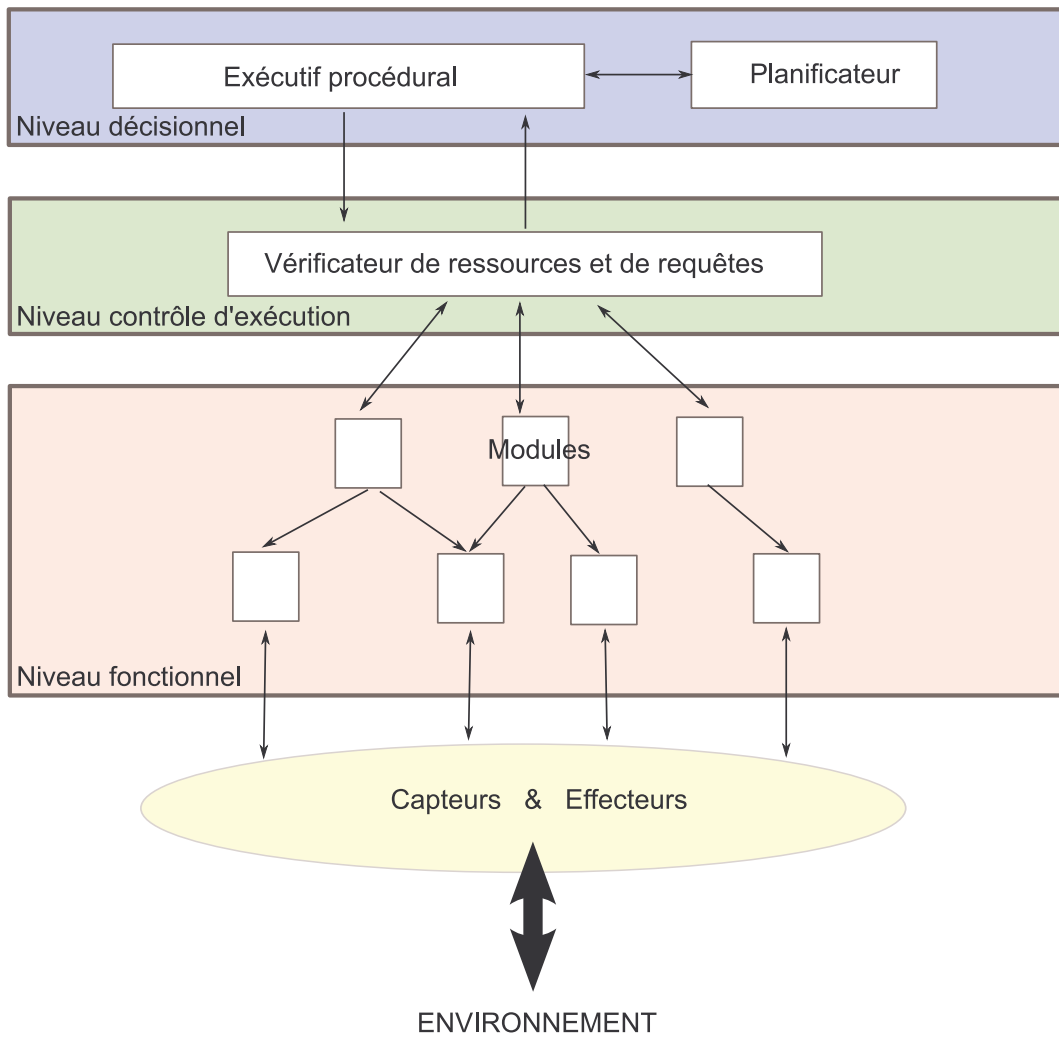 Exécutif procédural
Planificateur
Niveau décisionnel
Vérificateur de ressources et de requêtes
Niveau contrôle d'exécution
Modules
Niveau fonctionnel
Capteurs & Effecteurs
ENVIRONNEMENT